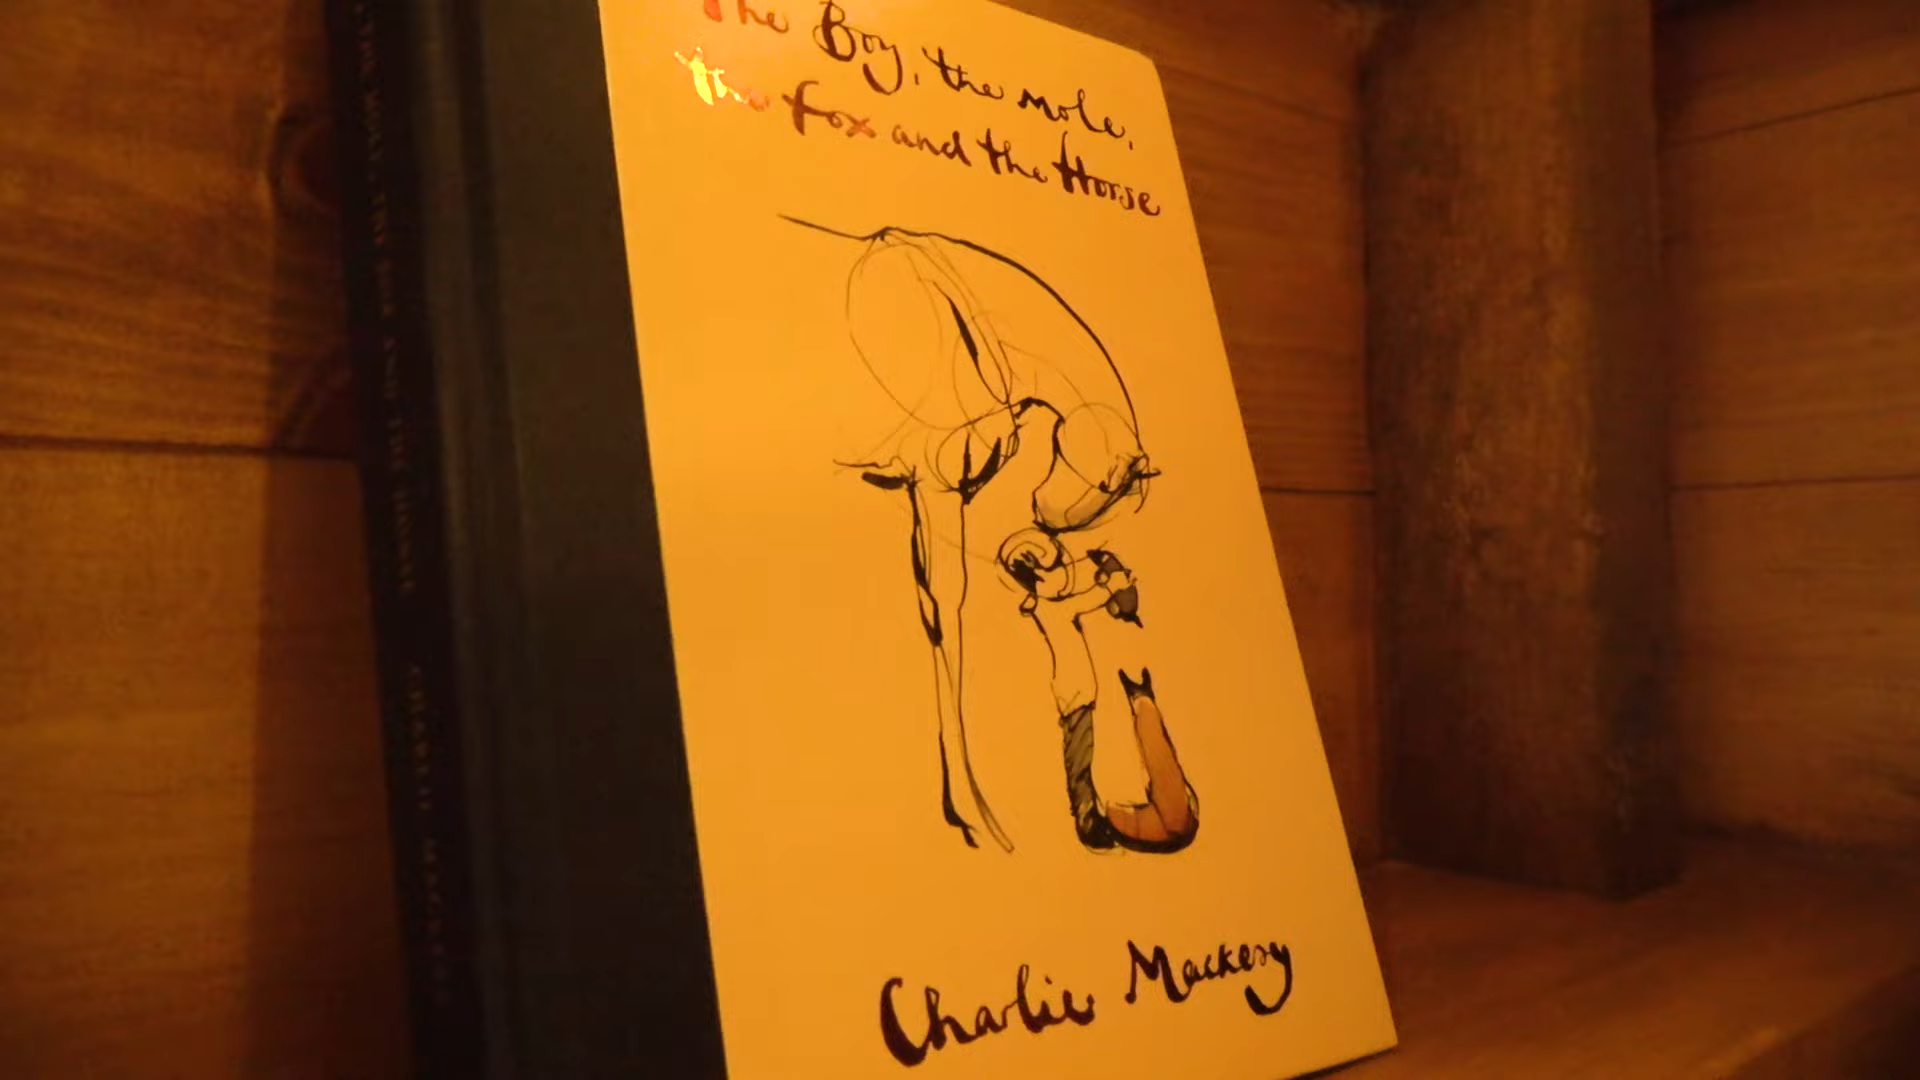 The Boy, the mole,
the fox and the Horse
Charlie Mackesy